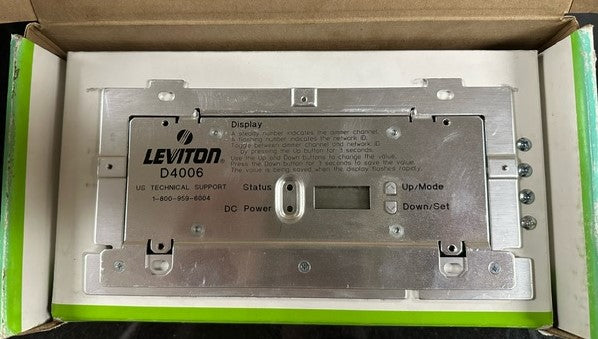 Display
A steady number indicates the dimmer channel.
A flashing number indicates the network ID.
Toggle between dimmer channel and network ID
by pressing the Up button for 3 seconds.
Use the Up and Down buttons to change the value.
Press the Down button for 3 seconds to save the value.
The value is being saved when the display flashes rapidly.
LEVITON®
D4006
US TECHNICAL SUPPORT
1-800-959-6004
Status
DC Power
Up/Mode
Down/Set